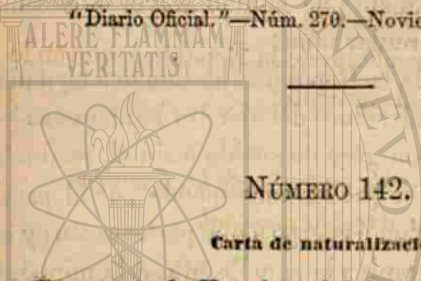 "Diario Oficial."—Núm. 270.—Novie
ALERE FLAMMAM
VERITATIS
NÚMERO 142.
Carta de naturalizaci